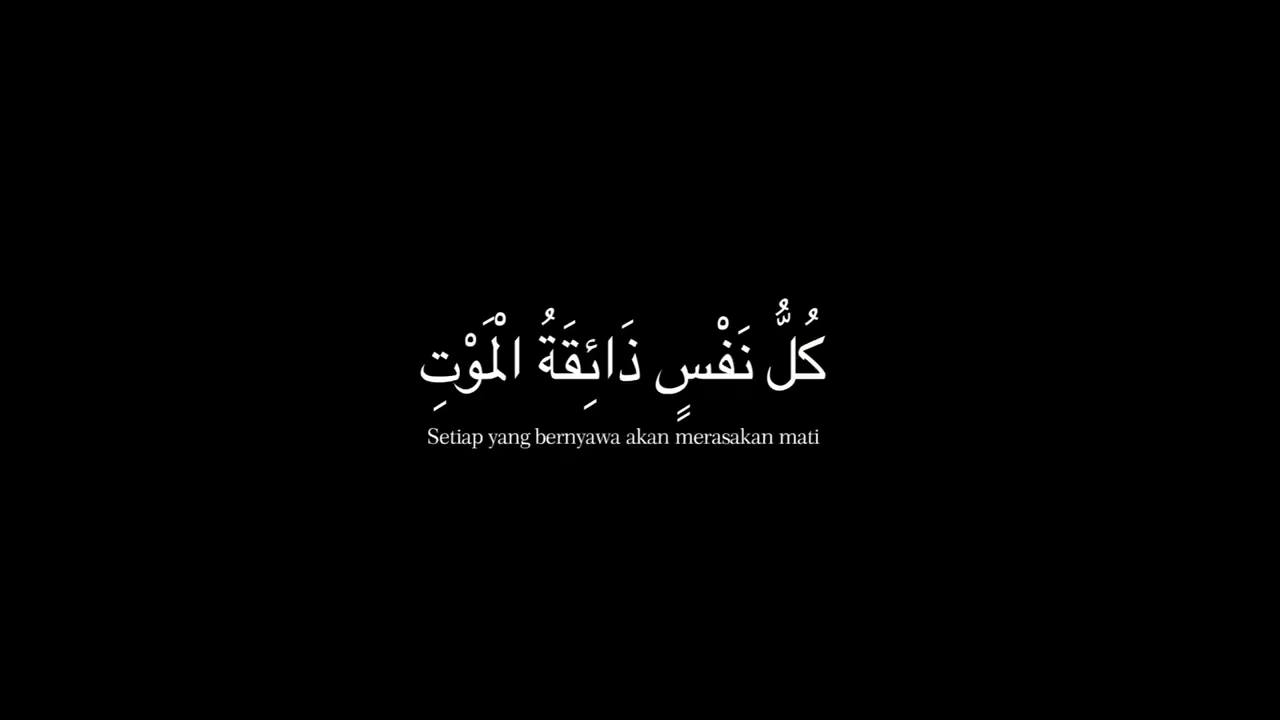 كُلُّ نَفْسٍ ذَائِقَةُ الْمَوْتِ
Setiap yang bernyawa akan merasakan mati